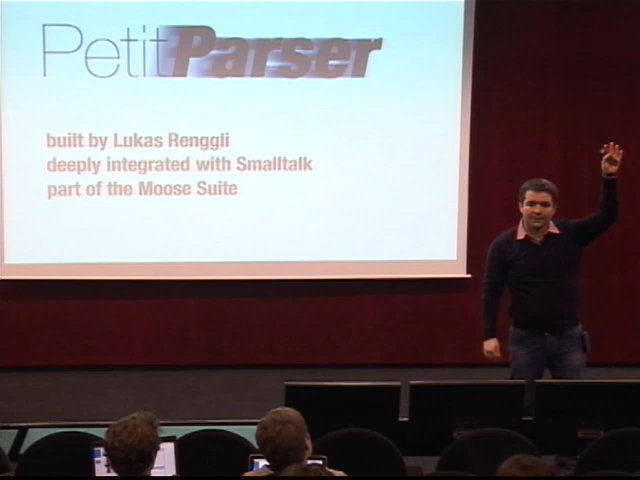 PetitParser
built by Lukas Renggli
deeply integrated with Smalltalk
part of the Moose Suite